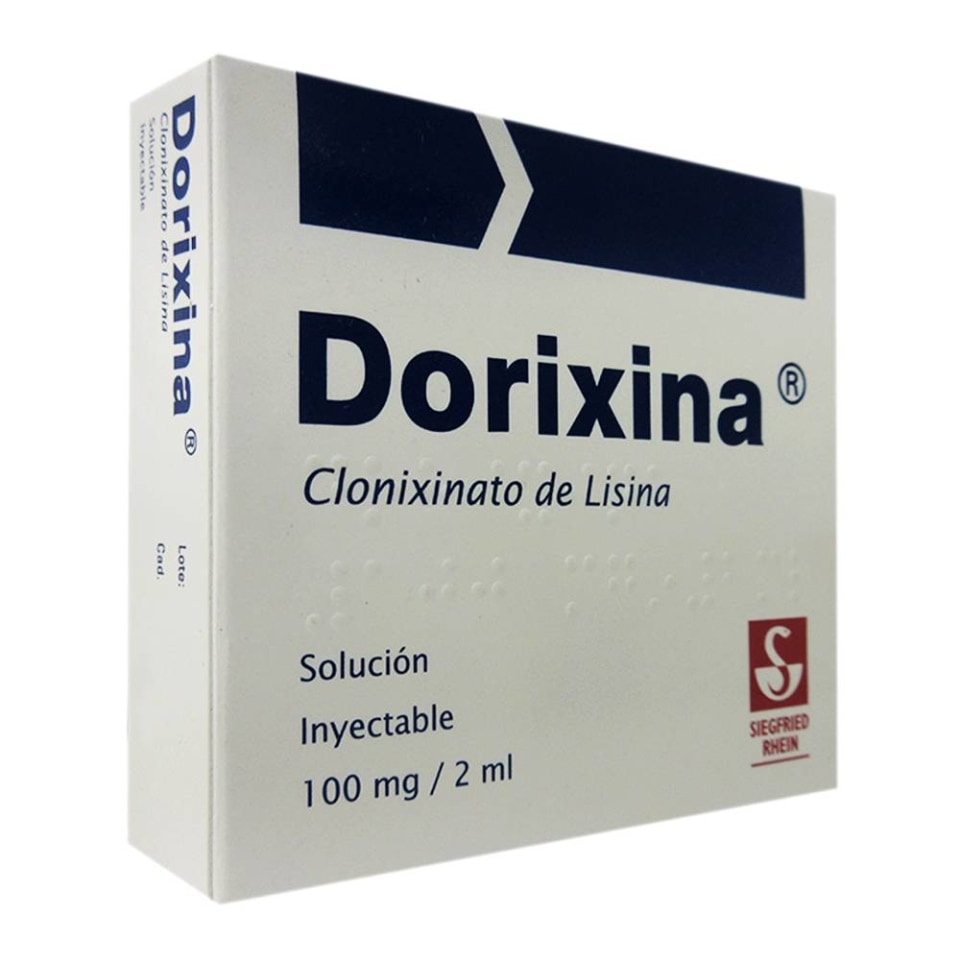 Dorixina®
Clonixinato de Lisina
Solución
Inyectable
Lote:
Cad.
Dorixina®
Clonixinato de Lisina
Solución
Inyectable
100 mg / 2 ml
SIEGFRIED
RHEIN